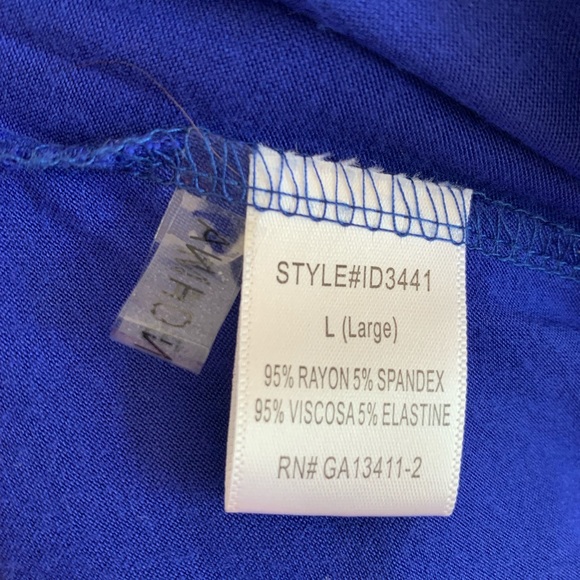 STYLE#ID3441
L (Large)
95% RAYON 5% SPANDEX
95% VISCOSA 5% ELASTINE
RN# GA13411-2